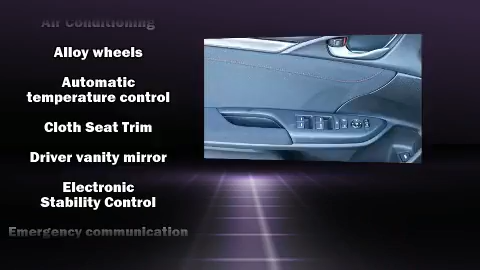 Air Conditioning
Alloy wheels
Automatic
temperature control
Cloth Seat Trim
Driver vanity mirror
Electronic
Stability Control
Emergency communication